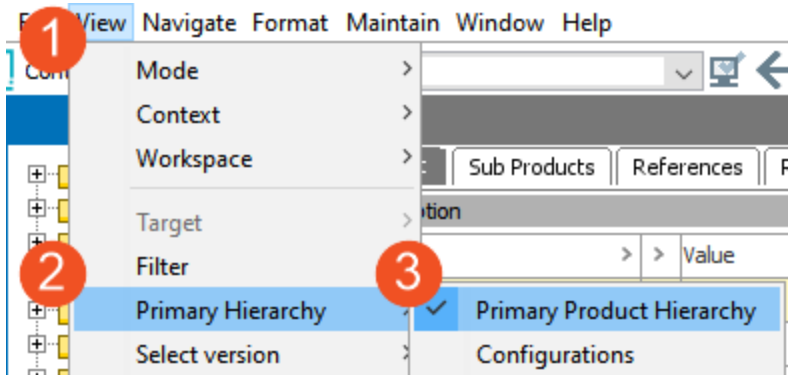 View Navigate Format Maintain Window Help
1
Mode
Context
Workspace
Sub Products References
Target
Filter
Value
2
3
Primary Hierarchy
Primary Product Hierarchy
Select version
Configurations